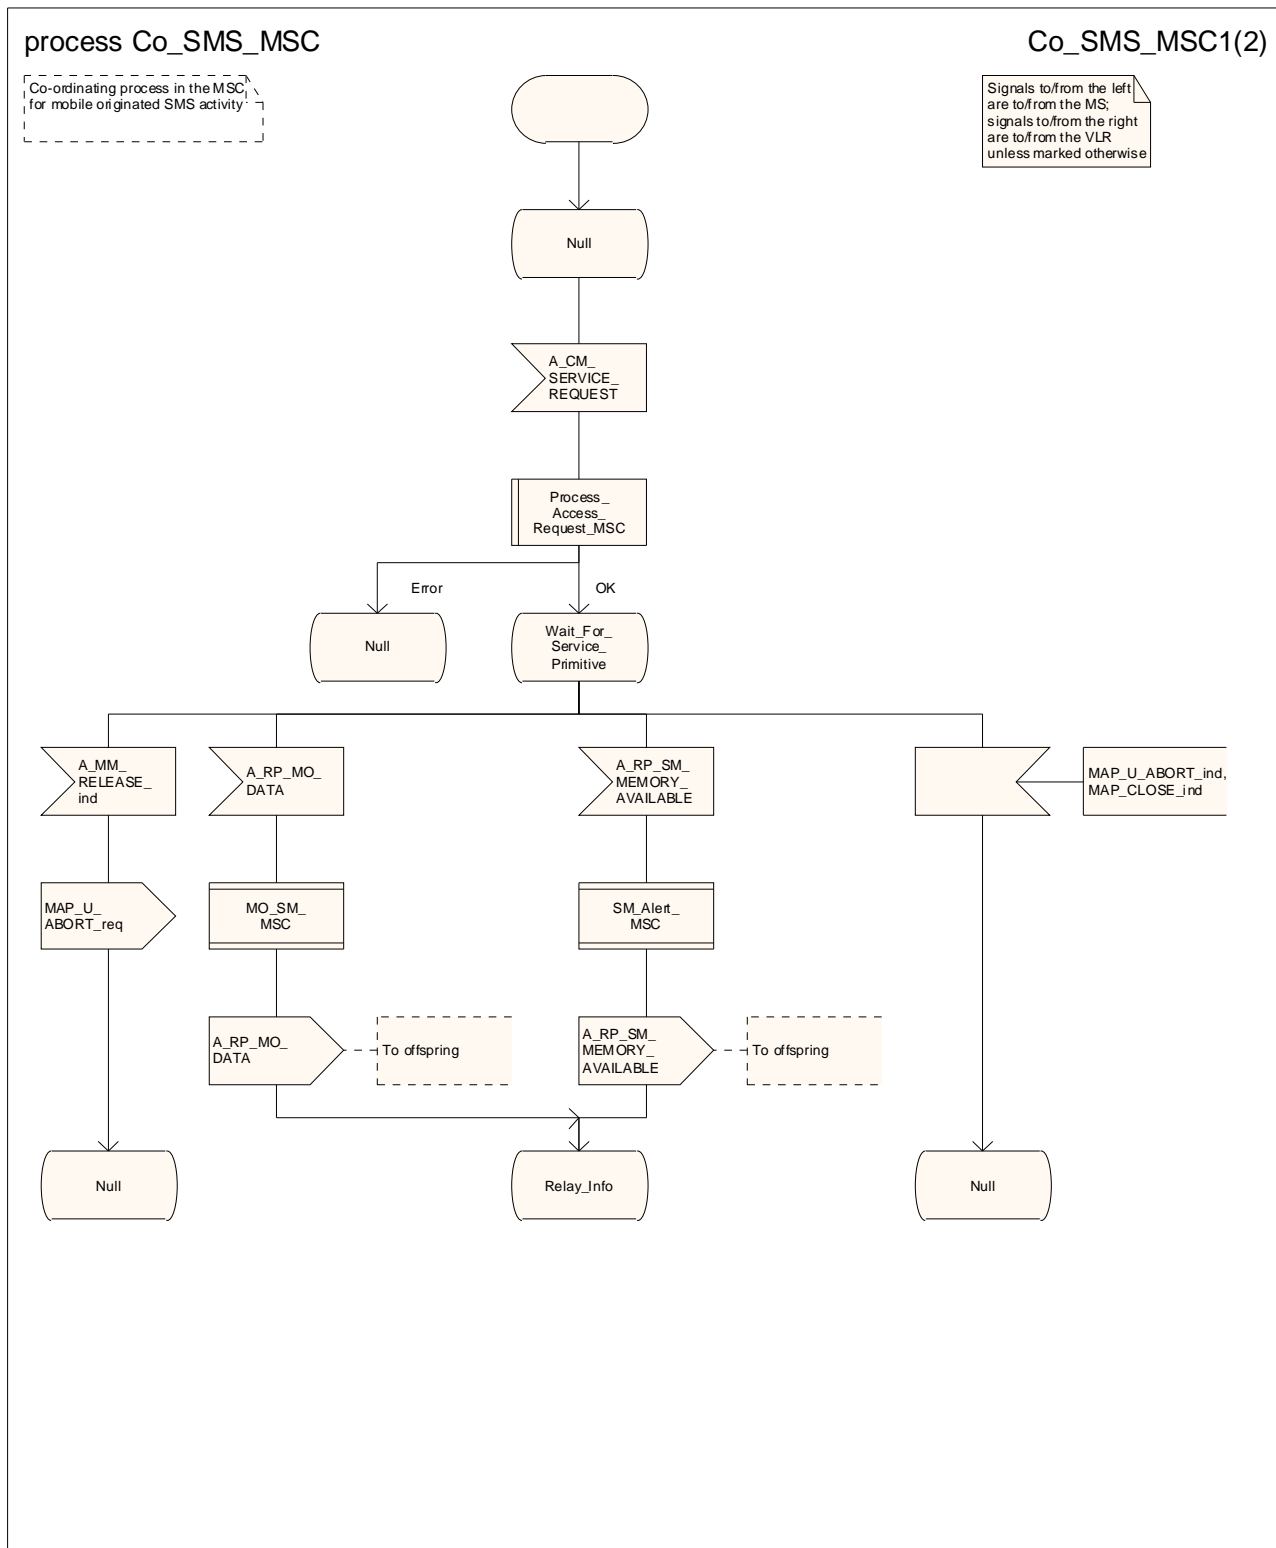 process Co_SMS_MSC
Co_SMS_MSC1(2)
Co-ordinating process in the MSC
for mobile originated SMS activity
Signals to/from the left
are to/from the MS;
signals to/from the right
are to/from the VLR
unless marked otherwise
Null
A_CM_
SERVICE_
REQUEST
Process_
Access_
Request_MSC
Error
OK
Null
Wait_For_
Service_
Primitive
A_MM_
RELEASE_
ind
A_RP_MO_
DATA
A_RP_SM_
MEMORY_
AVAILABLE
MAP_U_ABORT_ind,
MAP_CLOSE_ind
MAP_U_
ABORT_req
MO_SM_
MSC
SM_Alert_
MSC
A_RP_MO_
DATA
To offspring
A_RP_SM_
MEMORY_
AVAILABLE
To offspring
Null
Relay_Info
Null